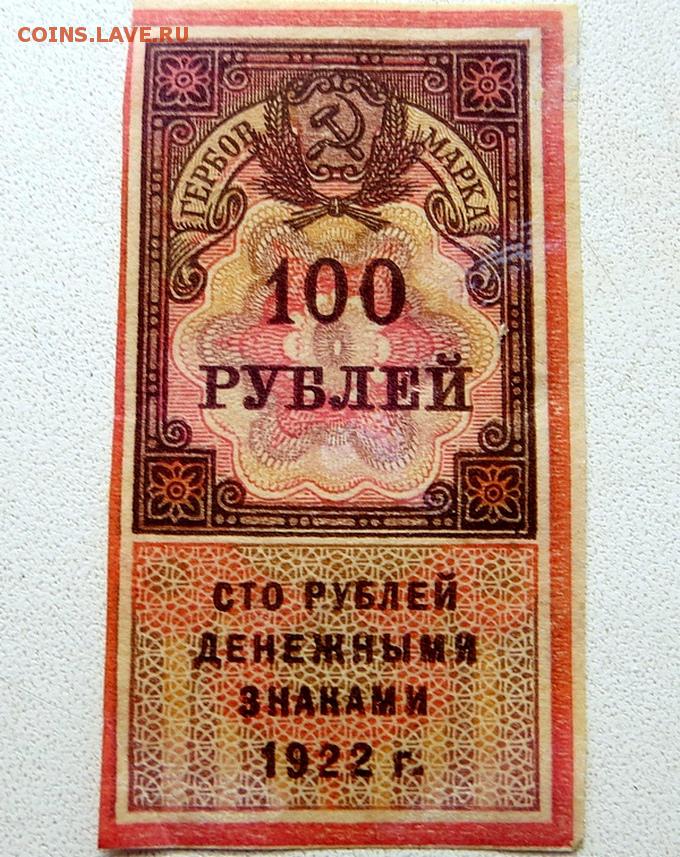 COINS.LAVE.RU
ГЕРБОВ МАРКА
100
РУБЛЕЙ
СТО РУБЛЕЙ
ДЕНЕЖНЫМИ
ЗНАКАМИ
1922 г.